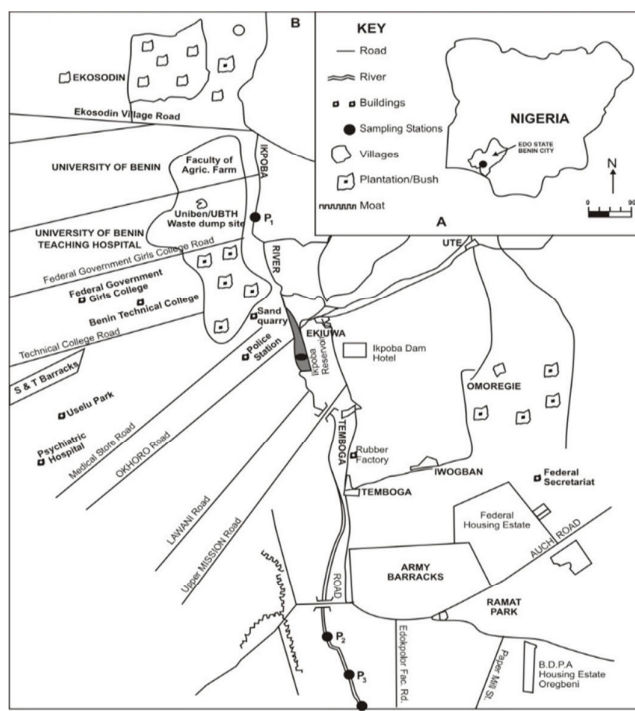 B
KEY
Road
River
Buildings
Sampling Stations
Villages
Plantation/Bush
Moat
NIGERIA
EDO STATE
BENIN CITY
N
0
90
A
EKOSODIN
Ekosodin Village Road
UNIVERSITY OF BENIN
Faculty of
Agric. Farm
IKPOBA
Uniben/UBTH
Waste dump site
P1
UNIVERSITY OF BENIN
TEACHING HOSPITAL
Federal Government Girls College Road
RIVER
UTE
Federal Government
Girls College
Benin Technical College
Sand
quarry
Technical College Road
Police
Station
EKIUWA
Ikpoba
Reservoir
Ikpoba Dam
Hotel
S & T Barracks
Uselu Park
OMOREGIE
Psychiatric
Hospital
Medical Store Road
OKHORO Road
TEMBOGA
Rubber
Factory
IWOGBAN
Federal
Secretariat
LAWANI Road
TEMBOGA
Upper MISSION Road
Federal
Housing Estate
AUCH ROAD
ARMY
BARRACKS
ROAD
RAMAT
PARK
P2
P3
Edokpolor Fac. Rd.
Paper Mill St.
B.D.P.A
Housing Estate
Oregbeni